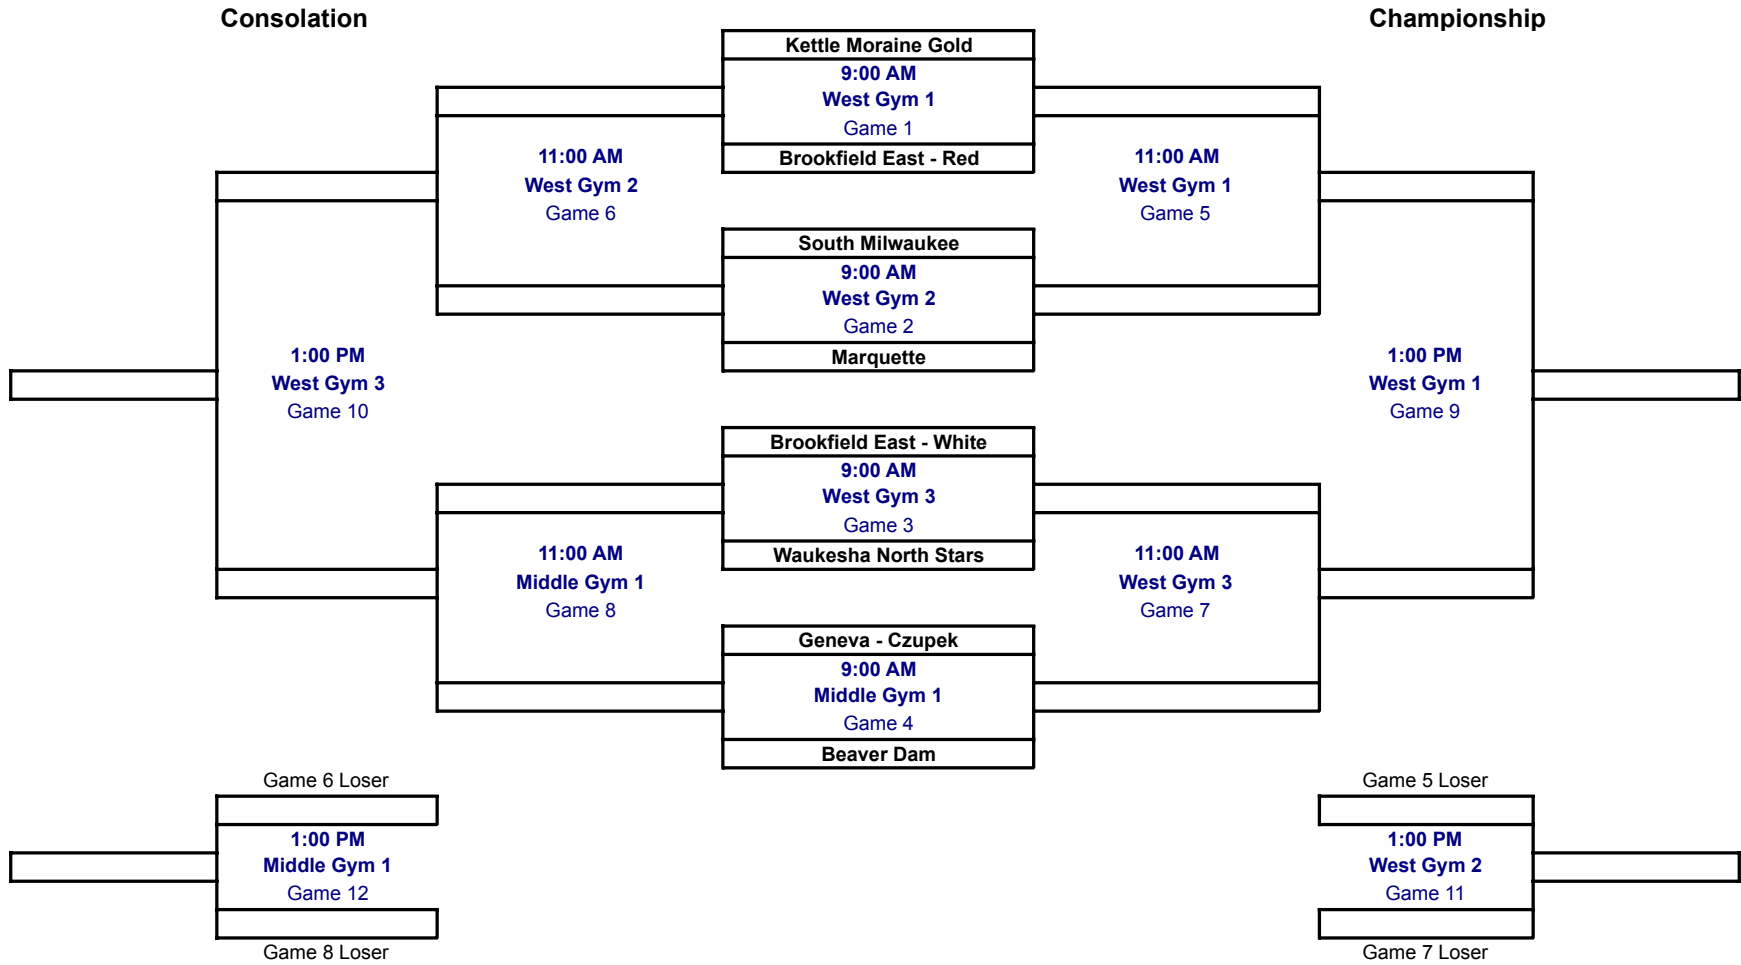 Consolation
Championship
Kettle Moraine Gold
9:00 AM
West Gym 1
Game 1
Brookfield East - Red
11:00 AM
West Gym 2
Game 6
11:00 AM
West Gym 1
Game 5
South Milwaukee
9:00 AM
West Gym 2
Game 2
Marquette
1:00 PM
West Gym 3
Game 10
1:00 PM
West Gym 1
Game 9
Brookfield East - White
9:00 AM
West Gym 3
Game 3
Waukesha North Stars
11:00 AM
Middle Gym 1
Game 8
11:00 AM
West Gym 3
Game 7
Geneva - Czupek
9:00 AM
Middle Gym 1
Game 4
Beaver Dam
Game 6 Loser
1:00 PM
Middle Gym 1
Game 12
Game 8 Loser
Game 5 Loser
1:00 PM
West Gym 2
Game 11
Game 7 Loser